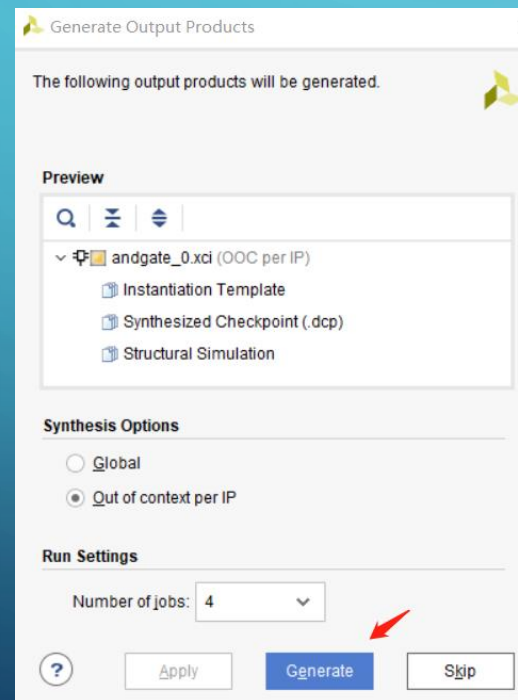 Generate Output Products
The following output products will be generated.
Preview
andgate_0.xci (OOC per IP)
Instantiation Template
Synthesized Checkpoint (.dcp)
Structural Simulation
Synthesis Options
Global
Out of context per IP
Run Settings
Number of jobs: 4
? Apply Generate Skip